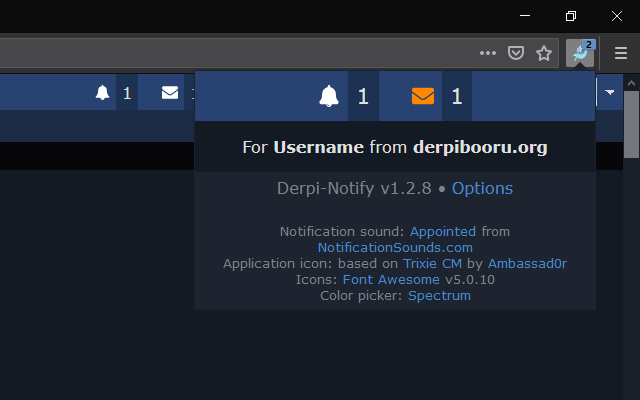 2
1 1
1 1
For Username from derpibooru.org
Derpi-Notify v1.2.8 • Options
Notification sound: Appointed from
NotificationSounds.com
Application icon: based on Trixie CM by Ambassad0r
Icons: Font Awesome v5.0.10
Color picker: Spectrum